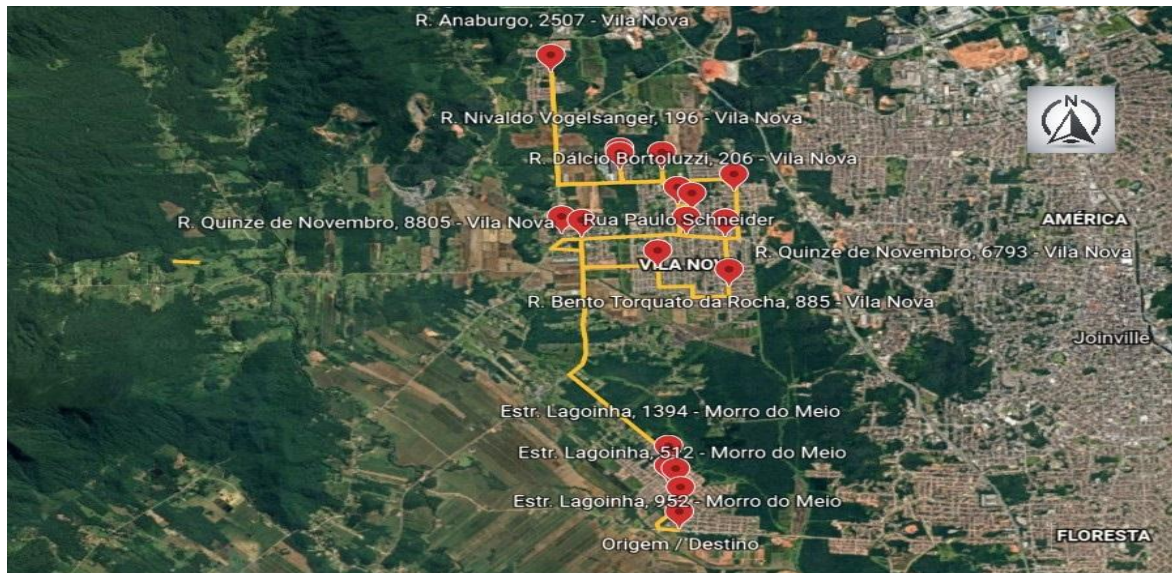 R. Anaburgo, 2507 - Vila Nova
N
R. Nivaldo Vogelsanger, 196 - Vila Nova
R. Dálcio Bortoluzzi, 206 - Vila Nova
R. Quinze de Novembro, 8805 - Vila Nova
Rua Paulo Schneider
AMÉRICA
R. Quinze de Novembro, 6793 - Vila Nova
R. Bento Torquato da Rocha, 885 - Vila Nova
Joinville
Estr. Lagoinha, 1394 - Morro do Meio
Estr. Lagoinha, 512 - Morro do Meio
Estr. Lagoinha, 952 - Morro do Meio
FLORESTA
Origem / Destino